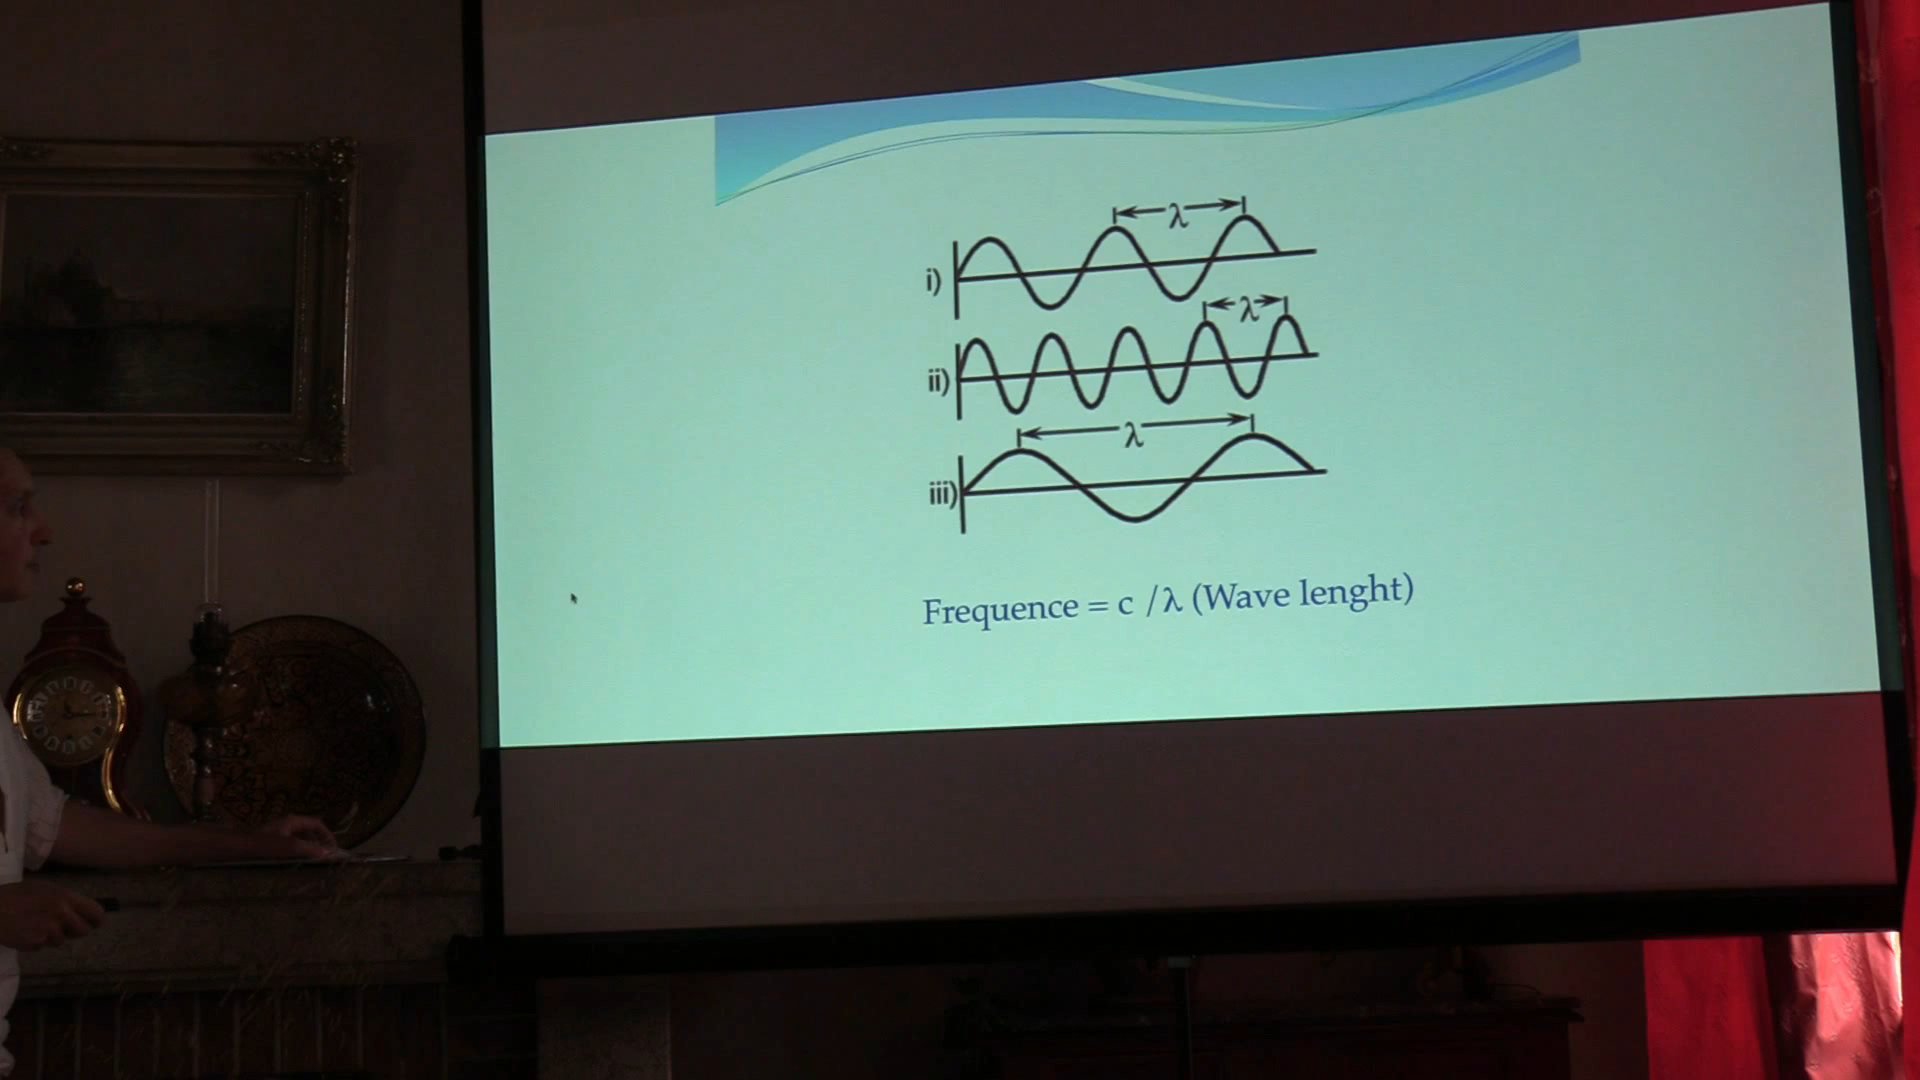 λ
i)
λ
ii)
λ
iii)
Frequence = c /λ (Wave lenght)